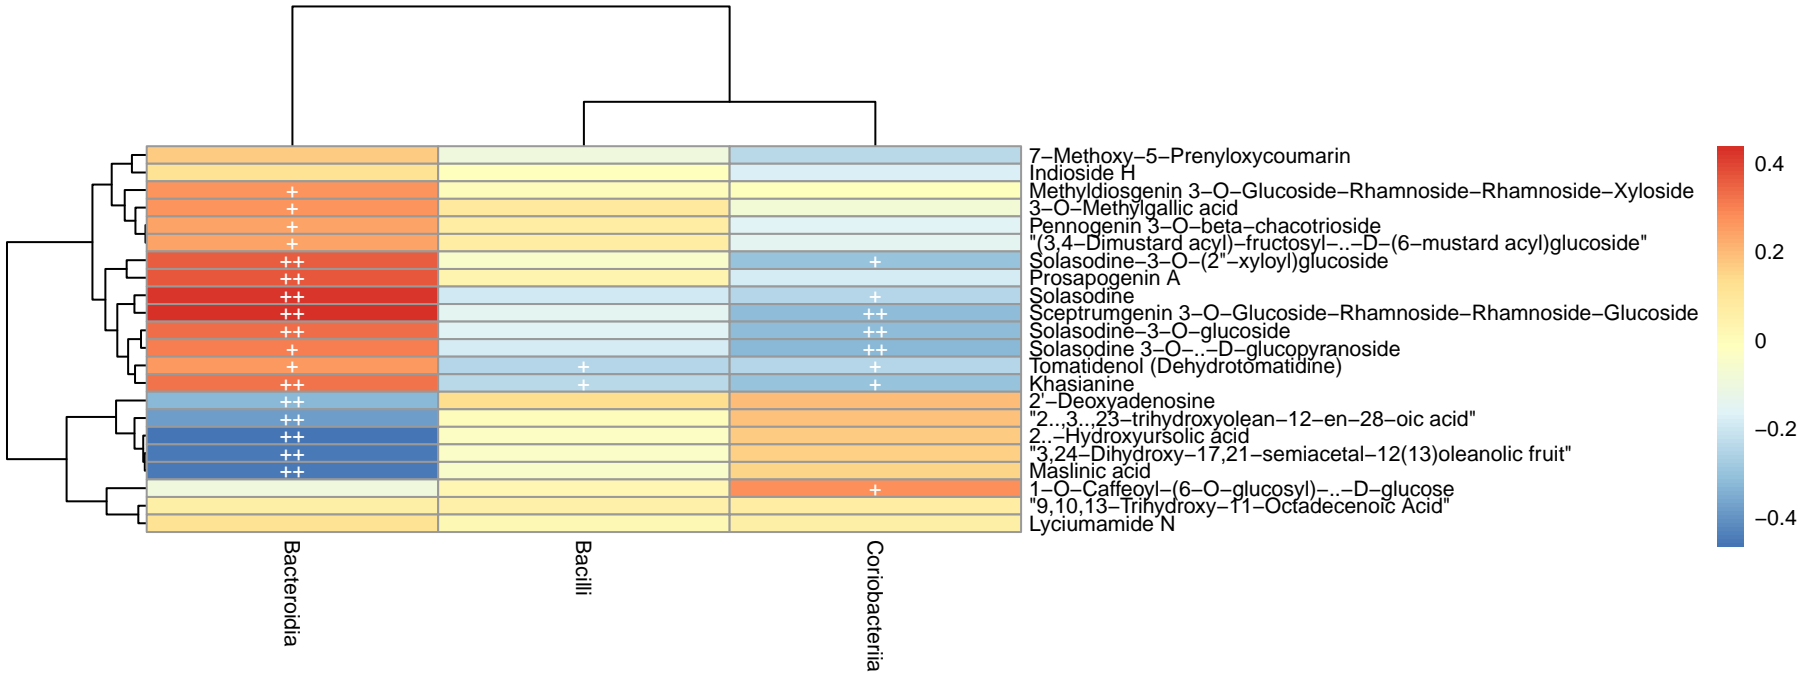 7−Methoxy−5−Prenyloxycoumarin
Indioside H
+ Methyldiosgenin 3−O−Glucoside−Rhamnoside−Rhamnoside−Xyloside
+ 3−O−Methylgallic acid
+ Pennogenin 3−O−beta−chacotrioside
+ "(3,4−Dimustard acyl)−fructosyl−..−D−(6−mustard acyl)glucoside"
++ + Solasodine−3−O−(2"−xyloyl)glucoside
++ Prosapogenin A
++ + Solasodine
++ ++ Sceptrumgenin 3−O−Glucoside−Rhamnoside−Rhamnoside−Glucoside
++ ++ Solasodine−3−O−glucoside
+ ++ Solasodine 3−O−..−D−glucopyranoside
+ + + Tomatidenol (Dehydrotomatidine)
++ + + Khasianine
++ 2'−Deoxyadenosine
++ "2..,3..,23−trihydroxyolean−12−en−28−oic acid"
++ 2..−Hydroxyursolic acid
++ "3,24−Dihydroxy−17,21−semiacetal−12(13)oleanolic fruit"
++ Maslinic acid
+ 1−O−Caffeoyl−(6−O−glucosyl)−..−D−glucose
"9,10,13−Trihydroxy−11−Octadecenoic Acid"
Lyciumamide N
0.4
0.2
0
−0.2
−0.4
Bacteroidia
Bacilli
Coriobacteriia